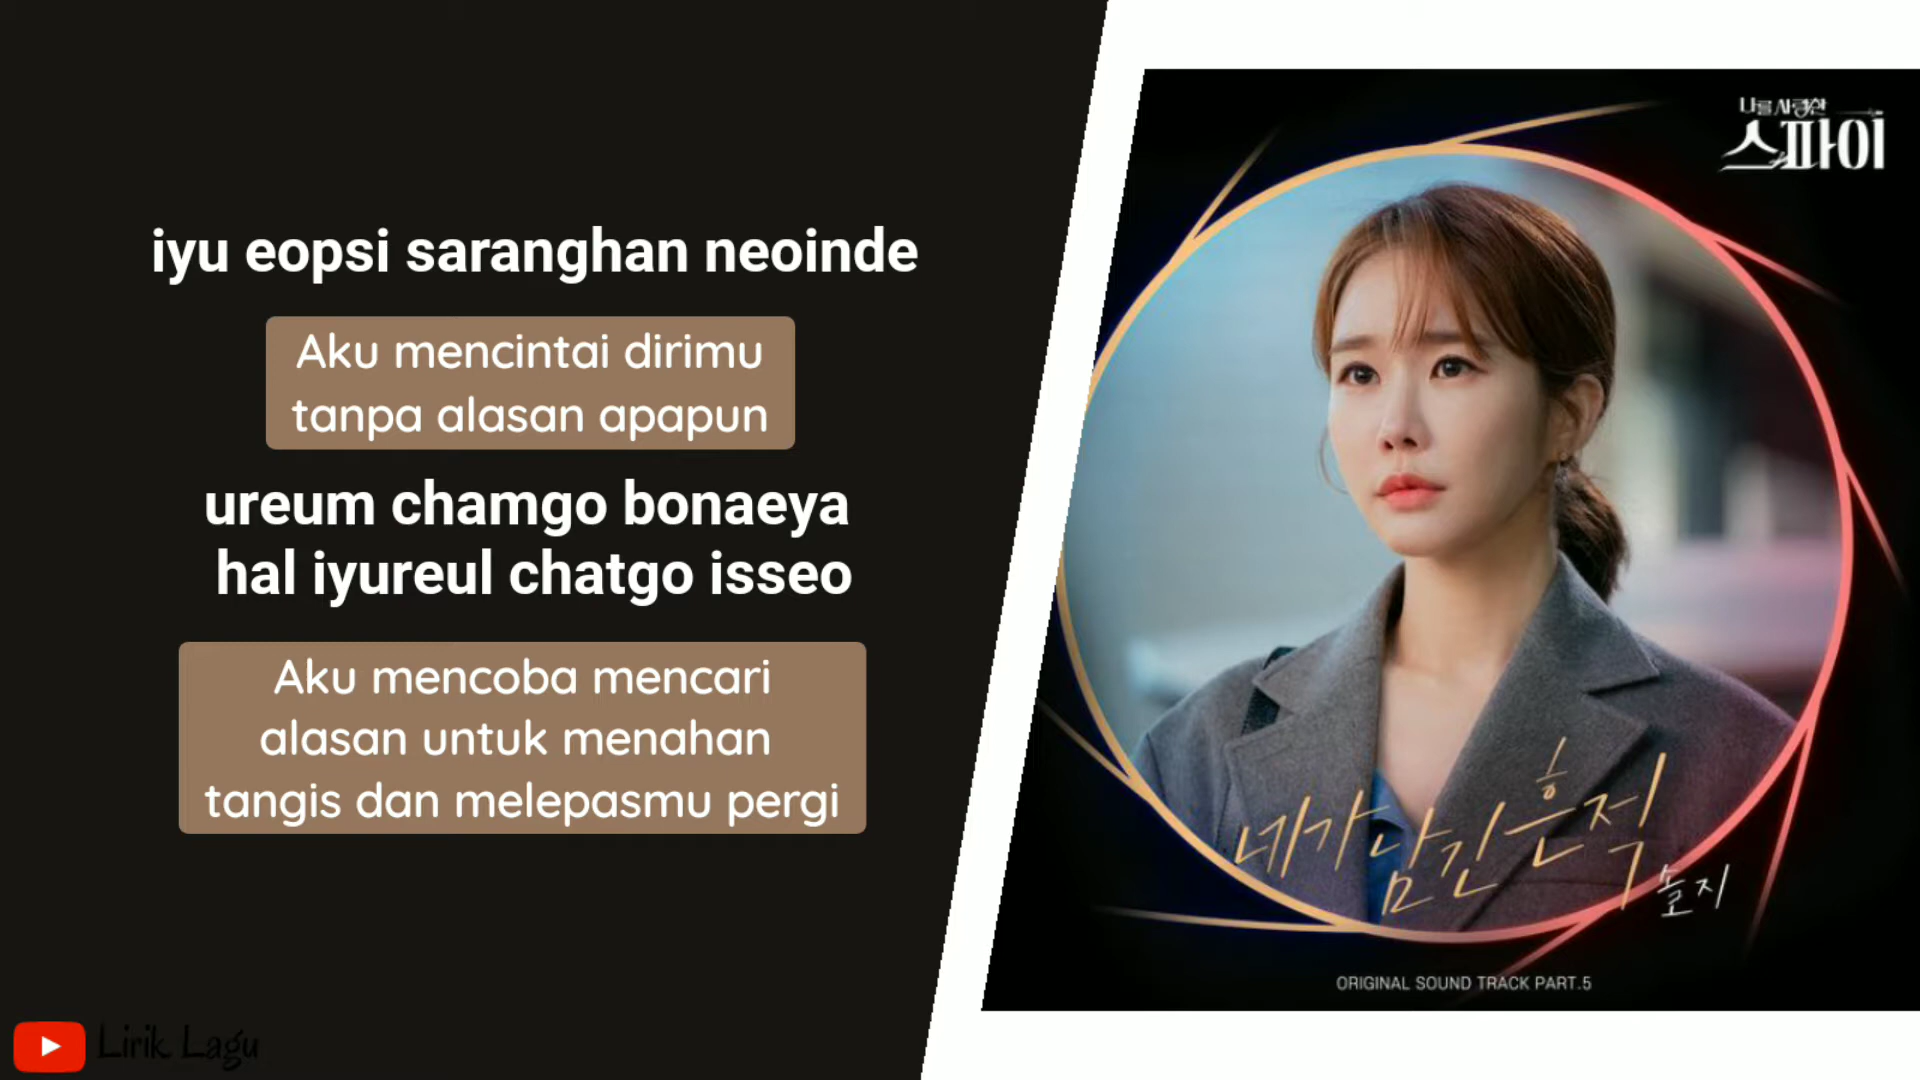 iyu eopsi saranghan neoinde
Aku mencintai dirimu
tanpa alasan apapun
ureum chamgo bonaeya
hal iyureul chatgo isseo
Aku mencoba mencari
alasan untuk menahan
tangis dan melepasmu pergi
Lirik Lagu
나를 사랑한
스파이
네가 남긴 흔적
솔지
ORIGINAL SOUND TRACK PART.5